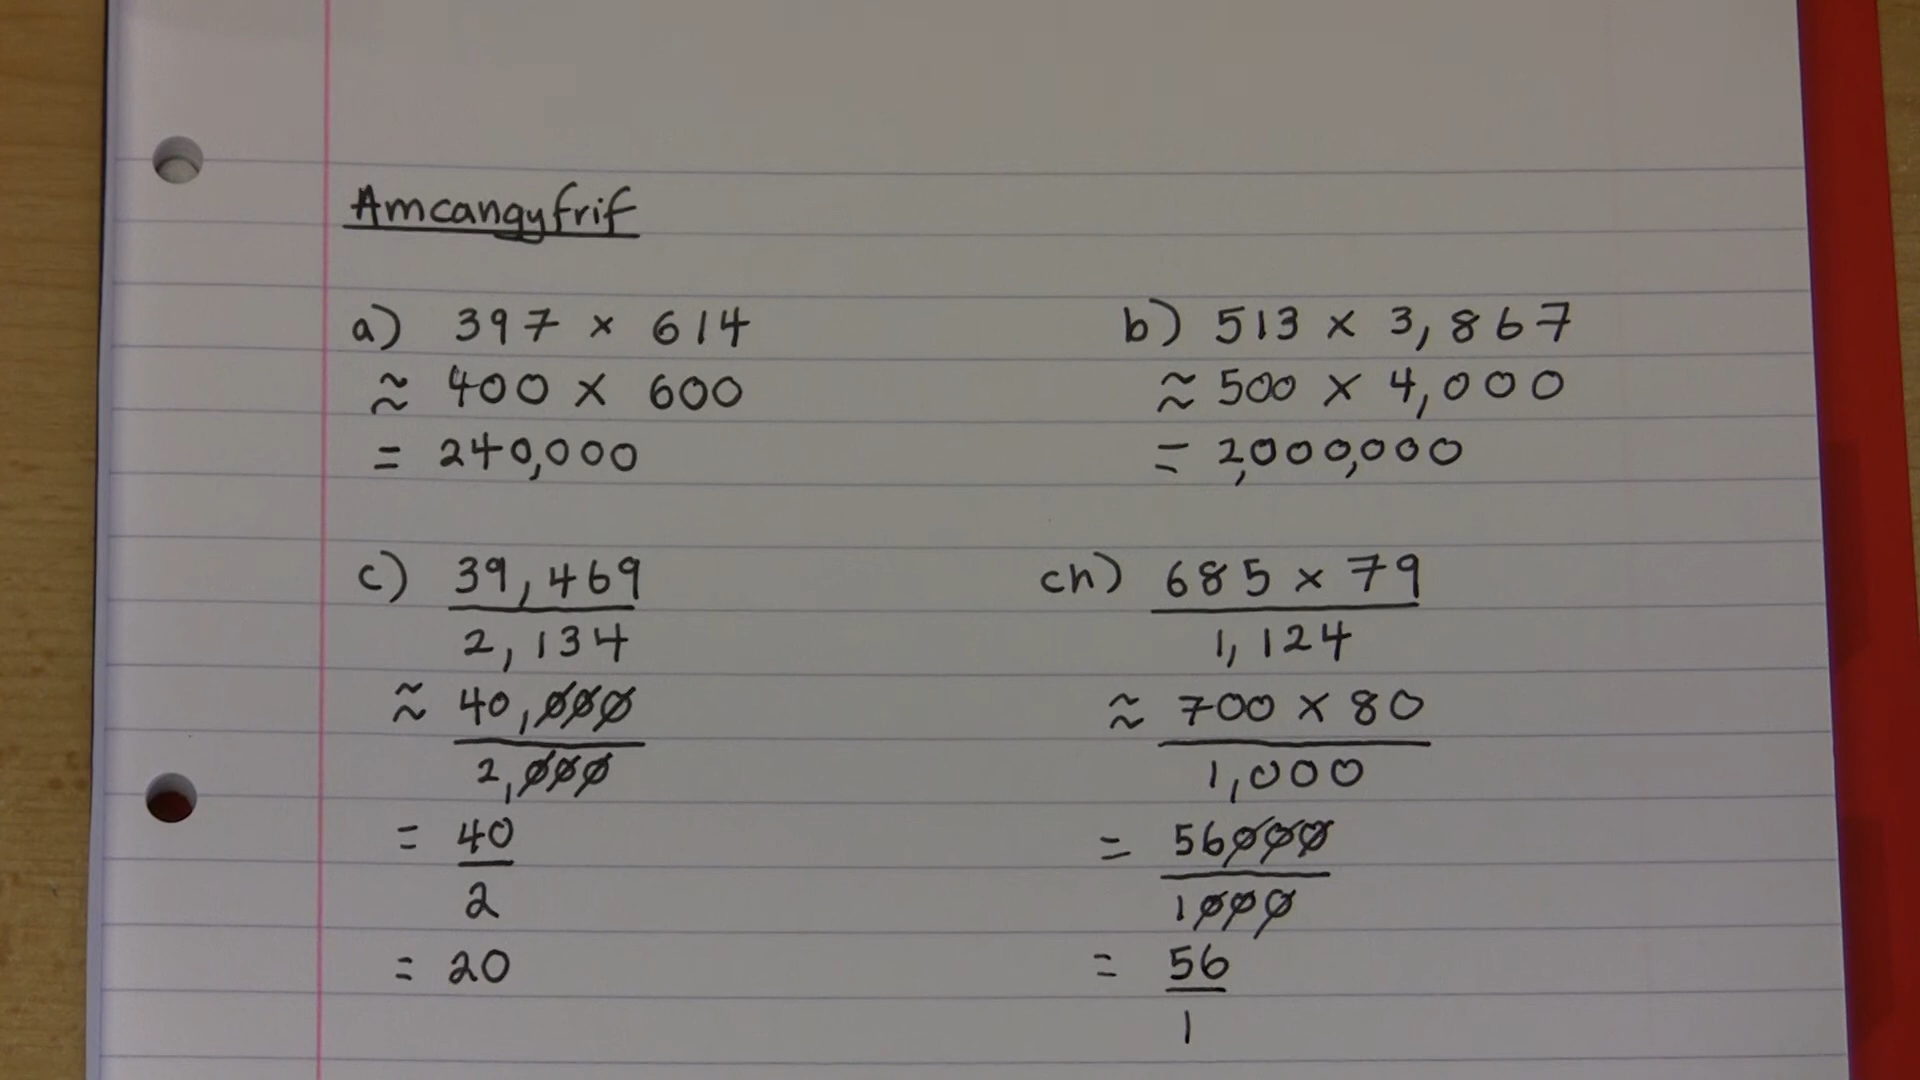 Amcangyfrif
a) 397 × 614
≈ 400 × 600
= 240,000
b) 513 × 3,867
≈ 500 × 4,000
= 2,000,000
c) 39,469
2,134
≈ 40,000
2,000
= 40
2
= 20
ch) 685 × 79
1,124
≈ 700 × 80
1,000
= 56000
1000
= 56
1